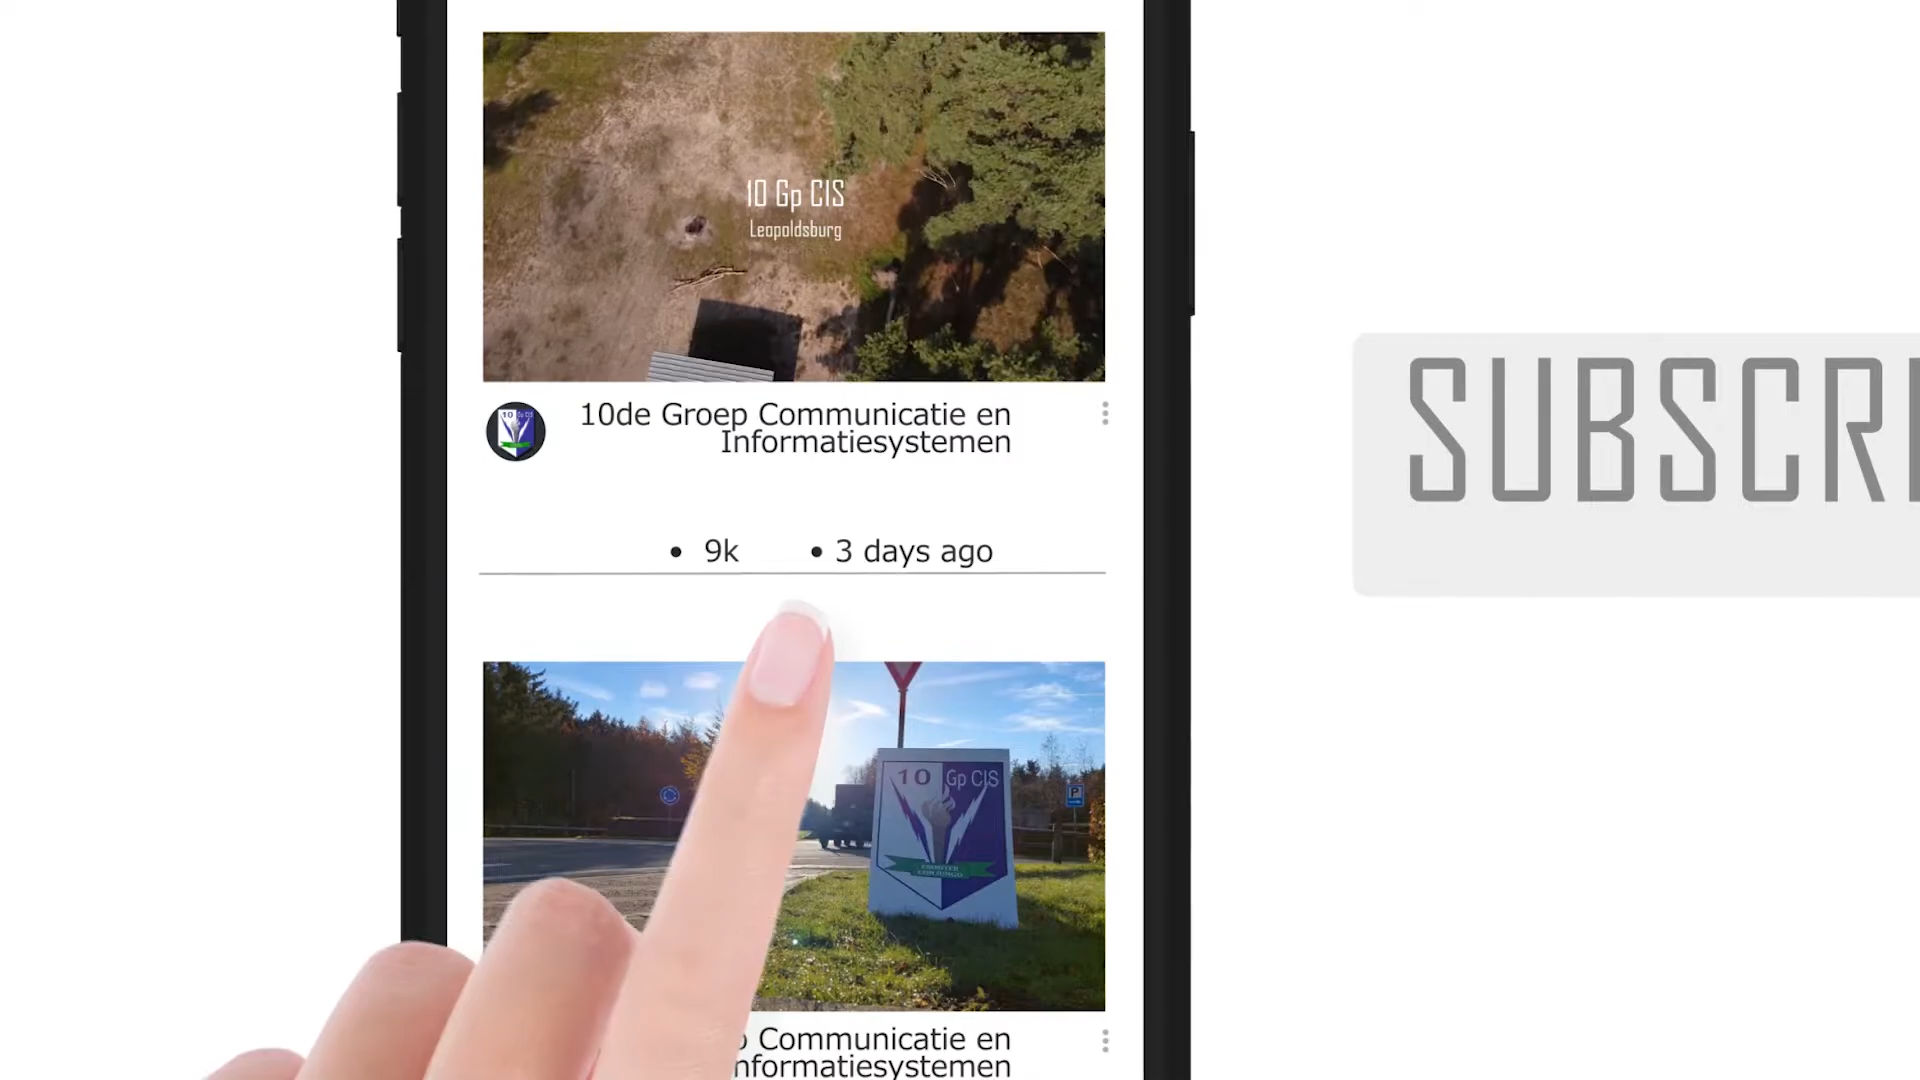 10 Gp CIS
Leopoldsburg
10de Groep Communicatie en
Informatiesystemen
• 9k • 3 days ago
SUBSCRI
10 Gp CIS
Communicatie en
nformatiesystemen